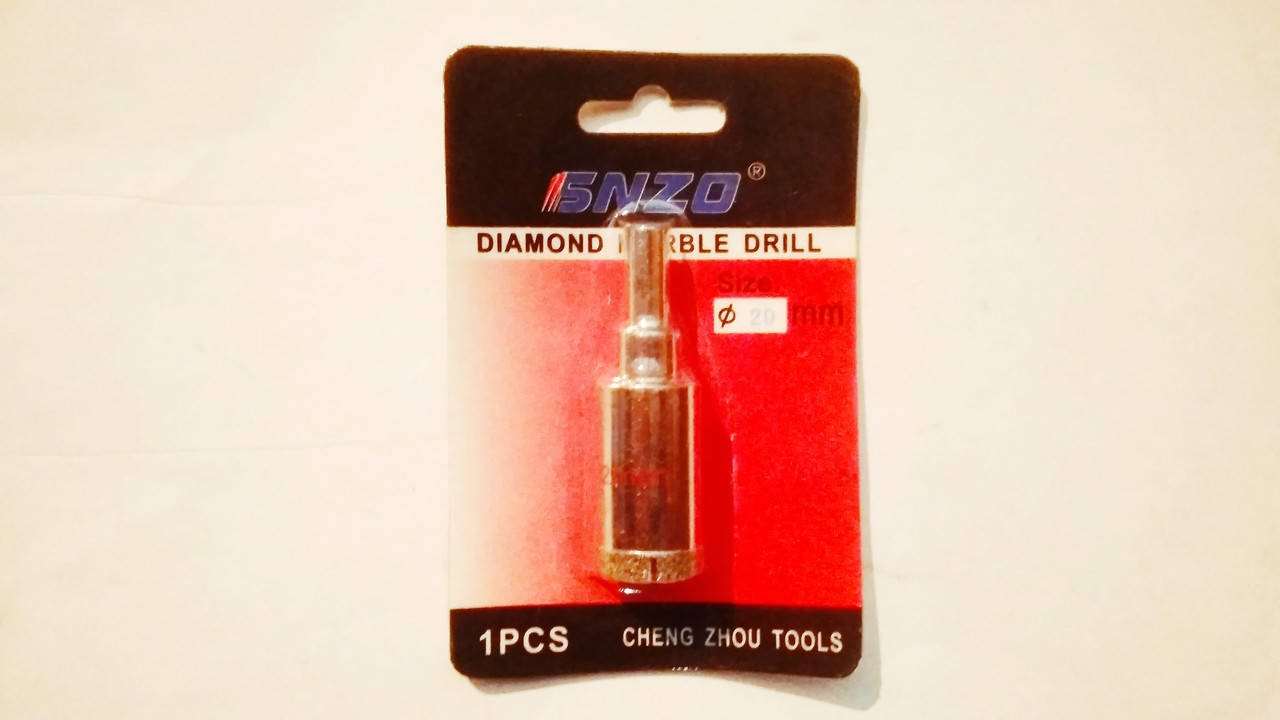 SNZO®
DIAMOND RBLE DRILL
Size
Φ 20 mm
1PCS CHENG ZHOU TOOLS